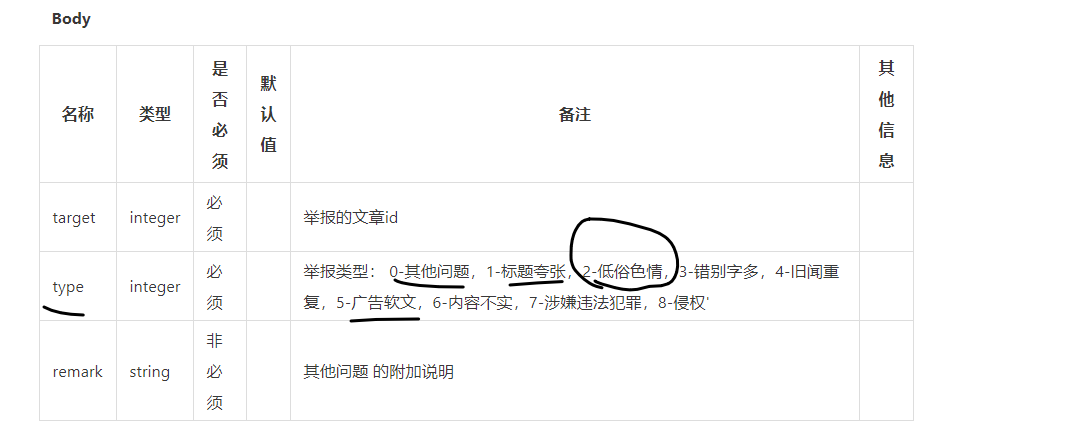 Body
名称 类型 是否必须 默认值 备注 其他信息
target integer 必须 举报的文章id
type integer 必须 举报类型： 0-其他问题，1-标题夸张，2-低俗色情，3-错别字多，4-旧闻重
复，5-广告软文，6-内容不实，7-涉嫌违法犯罪，8-侵权'
remark string 非必须 其他问题 的附加说明